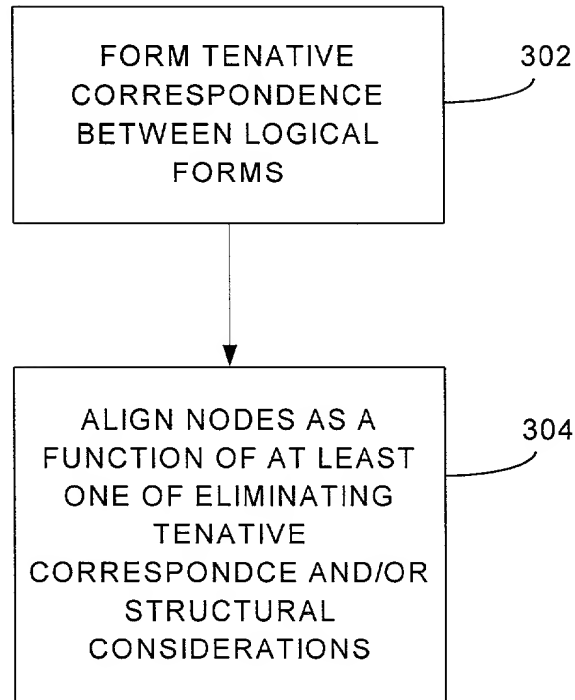 FORM TENATIVE
CORRESPONDENCE
BETWEEN LOGICAL
FORMS
302
ALIGN NODES AS A
FUNCTION OF AT LEAST
ONE OF ELIMINATING
TENATIVE
CORRESPONDCE AND/OR
STRUCTURAL
CONSIDERATIONS
304